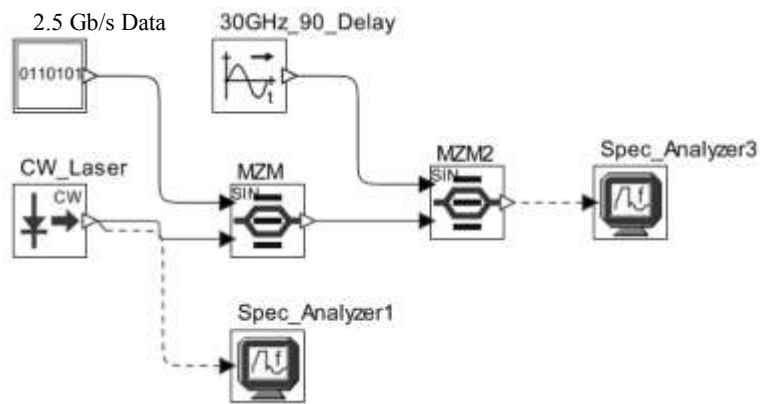 2.5 Gb/s Data
30GHz_90_Delay
0110101
t
CW_Laser
CW
MZM
SIN
MZM2
SIN
Spec_Analyzer3
f
Spec_Analyzer1
f